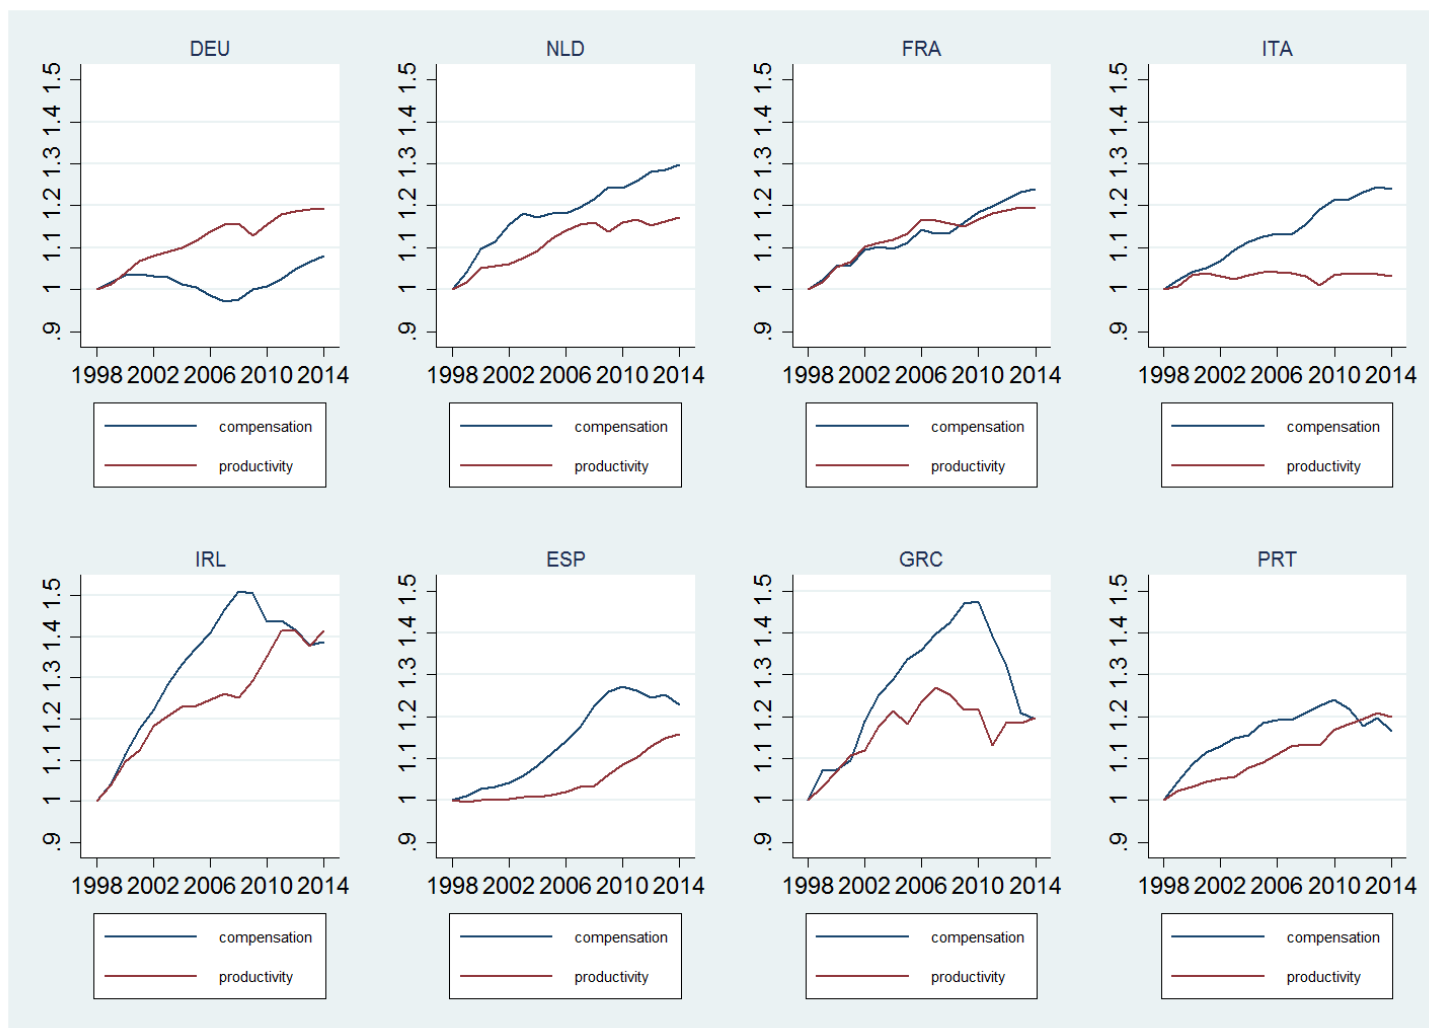 DEU NLD FRA ITA
1.5 1.5 1.5 1.5
1.4 1.4 1.4 1.4
1.3 1.3 1.3 1.3
1.2 1.2 1.2 1.2
1.1 1.1 1.1 1.1
1 1 1 1
.9 .9 .9 .9
1998 2002 2006 2010 2014 1998 2002 2006 2010 2014 1998 2002 2006 2010 2014 1998 2002 2006 2010 2014
compensation compensation compensation compensation
productivity productivity productivity productivity
IRL ESP GRC PRT
1.5 1.5 1.5 1.5
1.4 1.4 1.4 1.4
1.3 1.3 1.3 1.3
1.2 1.2 1.2 1.2
1.1 1.1 1.1 1.1
1 1 1 1
.9 .9 .9 .9
1998 2002 2006 2010 2014 1998 2002 2006 2010 2014 1998 2002 2006 2010 2014 1998 2002 2006 2010 2014
compensation compensation compensation compensation
productivity productivity productivity productivity